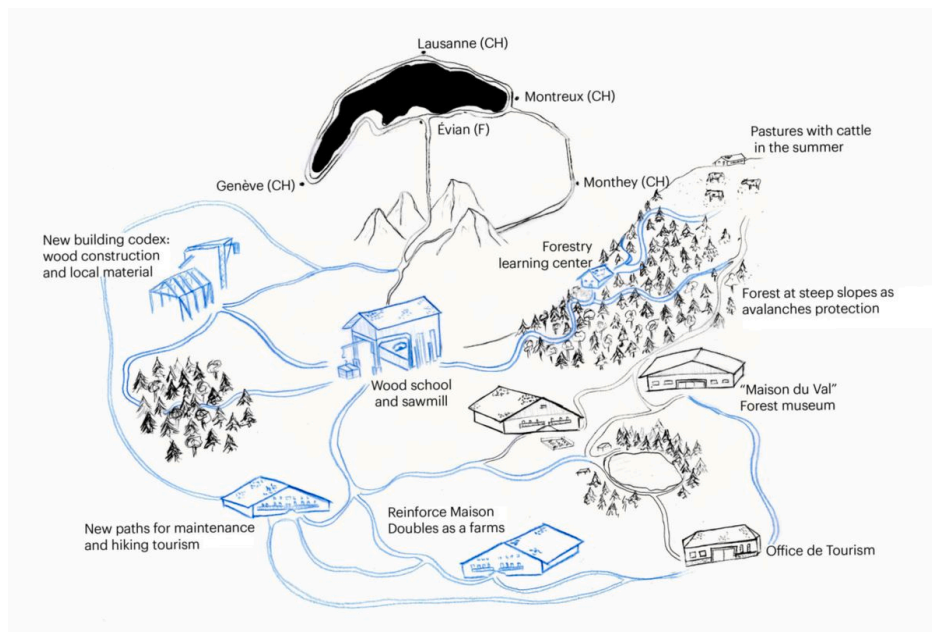 Lausanne (CH)
Montreux (CH)
Évian (F)
Genève (CH)
Monthey (CH)
Pastures with cattle
in the summer
New building codex:
wood construction
and local material
Forestry
learning center
Forest at steep slopes as
avalanches protection
Wood school
and sawmill
"Maison du Val"
Forest museum
New paths for maintenance
and hiking tourism
Reinforce Maison
Doubles as a farms
Office de Tourism